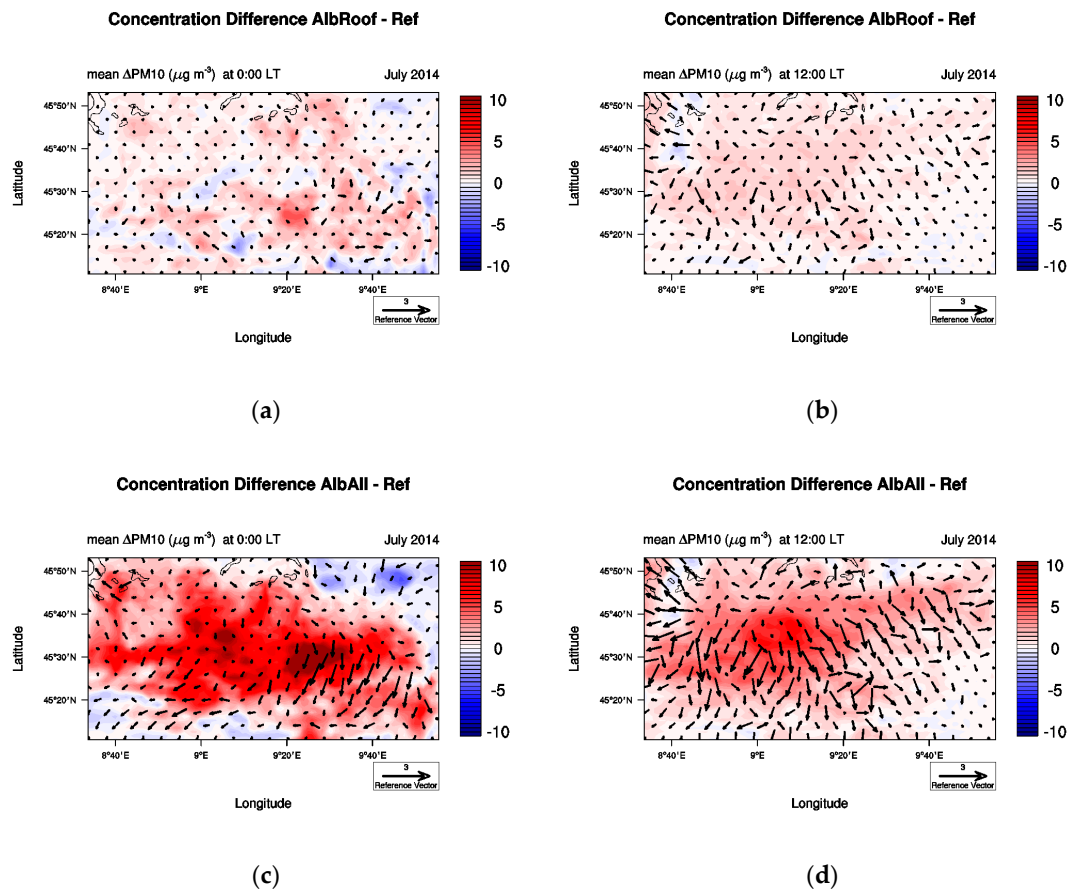 Concentration Difference AlbRoof - Ref
mean ΔPM10 (μg m⁻³) at 0:00 LT July 2014
45°50'N
45°40'N
45°30'N
45°20'N
Latitude
8°40'E 9°E 9°20'E 9°40'E
Longitude
10
5
0
-5
-10
3
Reference Vector
(a)
Concentration Difference AlbRoof - Ref
mean ΔPM10 (μg m⁻³) at 12:00 LT July 2014
45°50'N
45°40'N
45°30'N
45°20'N
Latitude
8°40'E 9°E 9°20'E 9°40'E
Longitude
10
5
0
-5
-10
3
Reference Vector
(b)
Concentration Difference AlbAll - Ref
mean ΔPM10 (μg m⁻³) at 0:00 LT July 2014
45°50'N
45°40'N
45°30'N
45°20'N
Latitude
8°40'E 9°E 9°20'E 9°40'E
Longitude
10
5
0
-5
-10
3
Reference Vector
(c)
Concentration Difference AlbAll - Ref
mean ΔPM10 (μg m⁻³) at 12:00 LT July 2014
45°50'N
45°40'N
45°30'N
45°20'N
Latitude
8°40'E 9°E 9°20'E 9°40'E
Longitude
10
5
0
-5
-10
3
Reference Vector
(d)